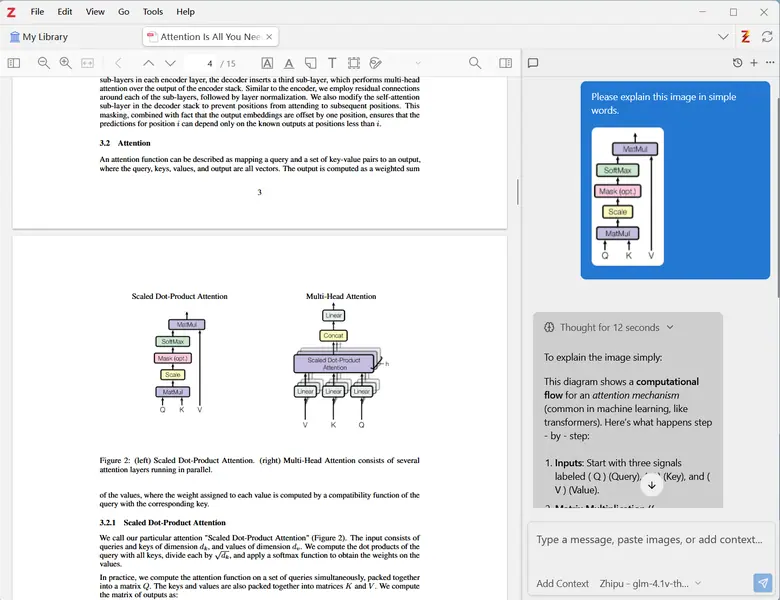 File Edit View Go Tools Help
My Library
Attention Is All You Nee
4 / 15
sub-layers in each encoder layer, the decoder inserts a third sub-layer, which performs multi-head
attention over the output of the encoder stack. Similar to the encoder, we employ residual connections
around each of the sub-layers, followed by layer normalization. We also modify the self-attention
sub-layer in the decoder stack to prevent positions from attending to subsequent positions. This
masking, combined with fact that the output embeddings are offset by one position, ensures that the
predictions for position i can depend only on the known outputs at positions less than i.
3.2 Attention
An attention function can be described as mapping a query and a set of key-value pairs to an output,
where the query, keys, values, and output are all vectors. The output is computed as a weighted sum
3
Scaled Dot-Product Attention
MatMul
SoftMax
Mask (opt.)
Scale
MatMul
Q K V
Multi-Head Attention
Linear
Concat
Scaled Dot-Product
Attention
h
Linear Linear Linear
V K Q
Figure 2: (left) Scaled Dot-Product Attention. (right) Multi-Head Attention consists of several
attention layers running in parallel.
of the values, where the weight assigned to each value is computed by a compatibility function of the
query with the corresponding key.
3.2.1 Scaled Dot-Product Attention
We call our particular attention "Scaled Dot-Product Attention" (Figure 2). The input consists of
queries and keys of dimension dk, and values of dimension dv. We compute the dot products of the
query with all keys, divide each by √dk, and apply a softmax function to obtain the weights on the
values.
In practice, we compute the attention function on a set of queries simultaneously, packed together
into a matrix Q. The keys and values are also packed together into matrices K and V. We compute
the matrix of outputs as:
Please explain this image in simple
words.
MatMul
SoftMax
Mask (opt.)
Scale
MatMul
Q K V
Thought for 12 seconds
To explain the image simply:
This diagram shows a computational
flow for an attention mechanism
(common in machine learning, like
transformers). Here's what happens step
- by - step:
1. Inputs: Start with three signals
labeled ( Q ) (Query), (Key), and (
V ) (Value).
Type a message, paste images, or add context...
Add Context Zhipu - glm-4.1v-th...